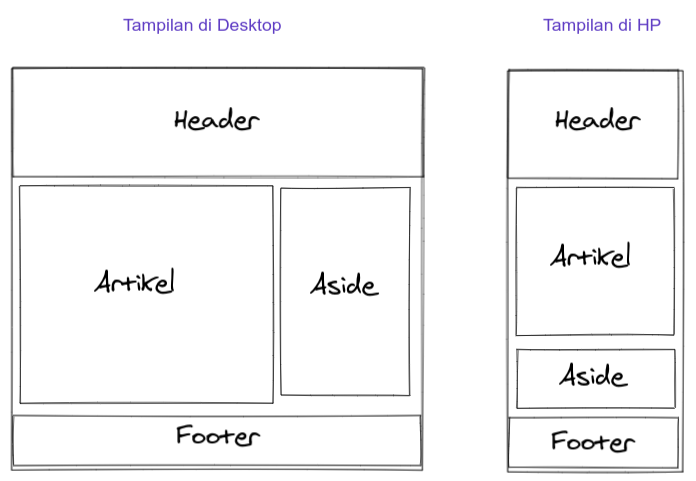 Tampilan di Desktop
Header
Artikel
Aside
Footer
Tampilan di HP
Header
Artikel
Aside
Footer